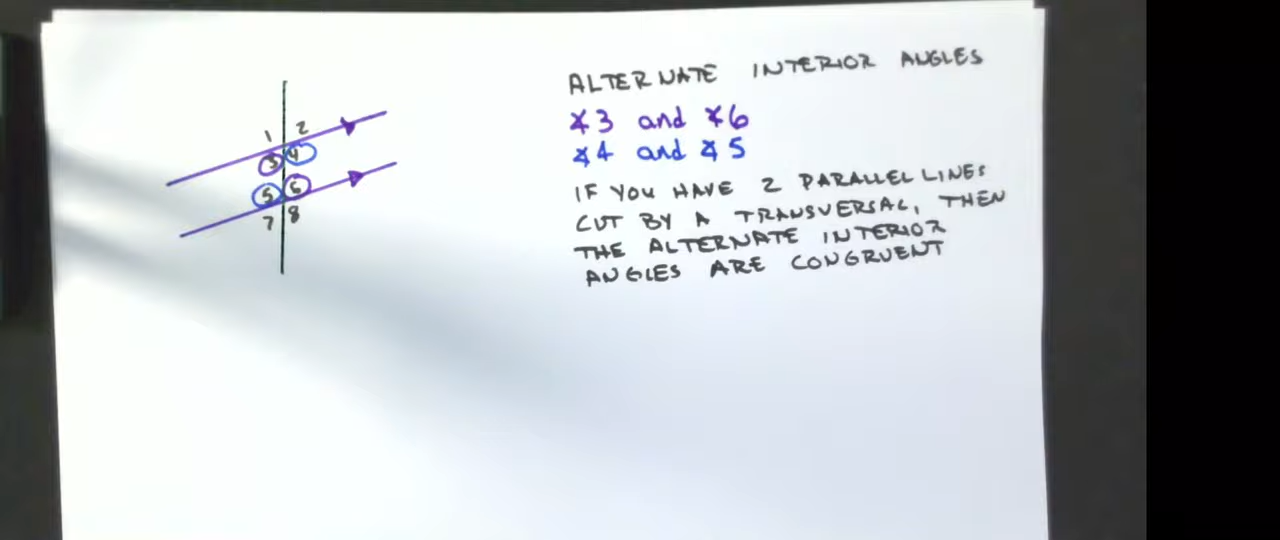 ALTERNATE INTERIOR ANGLES
∡3 and ∡6
∡4 and ∡5
IF YOU HAVE 2 PARALLEL LINES
CUT BY A TRANSVERSAL, THEN
THE ALTERNATE INTERIOR
ANGLES ARE CONGRUENT
1 2
3 4
5 6
7 8